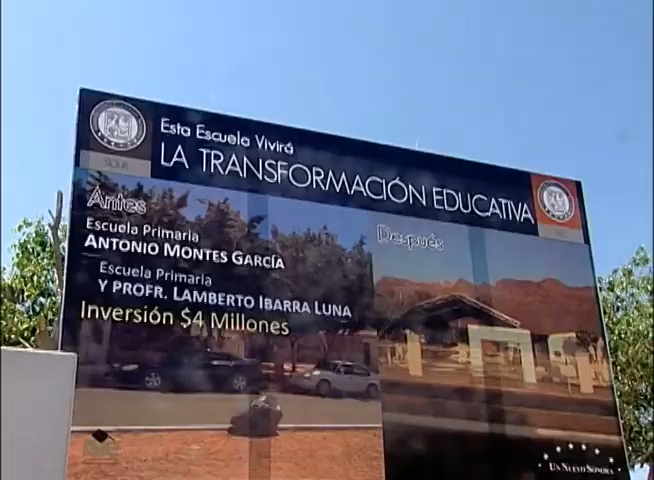 Esta Escuela Vivirá
LA TRANSFORMACIÓN EDUCATIVA
Antes
Después
Escuela Primaria
ANTONIO MONTES GARCÍA
Escuela Primaria
Y PROFR. LAMBERTO IBARRA LUNA
Inversión $4 Millones
UN NUEVO SONORA